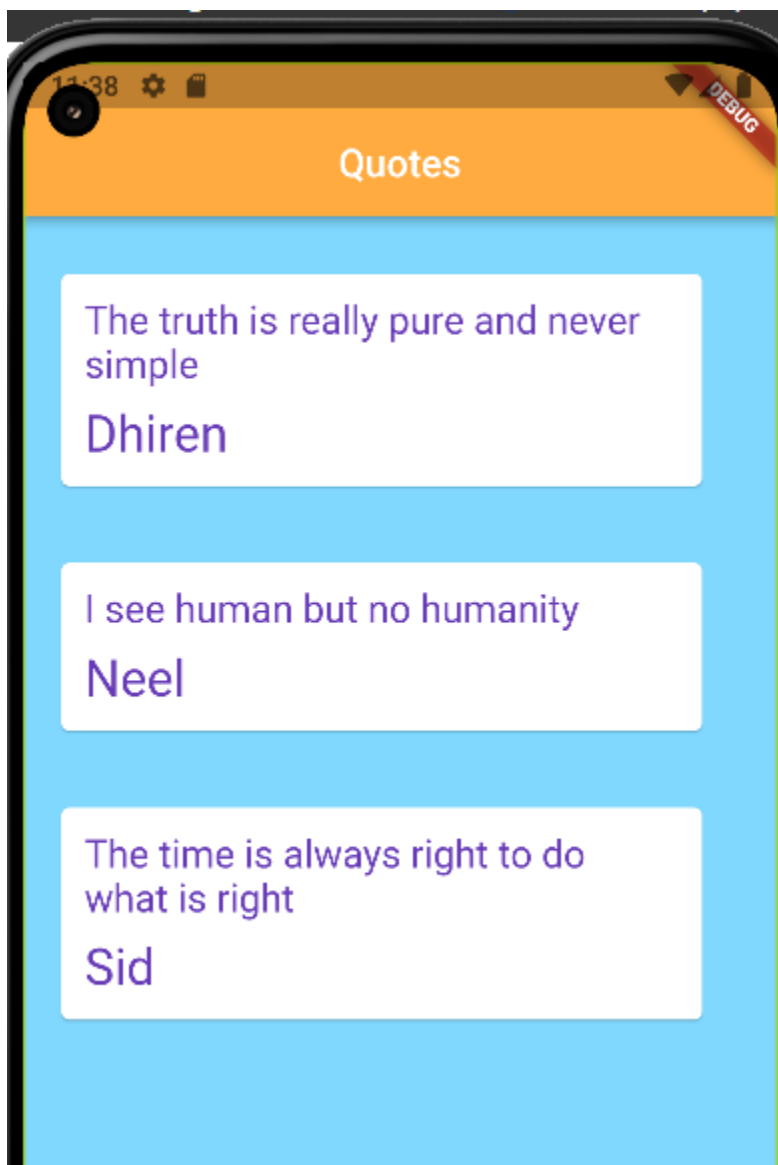 11:38
DEBUG
Quotes
The truth is really pure and never
simple
Dhiren
I see human but no humanity
Neel
The time is always right to do
what is right
Sid